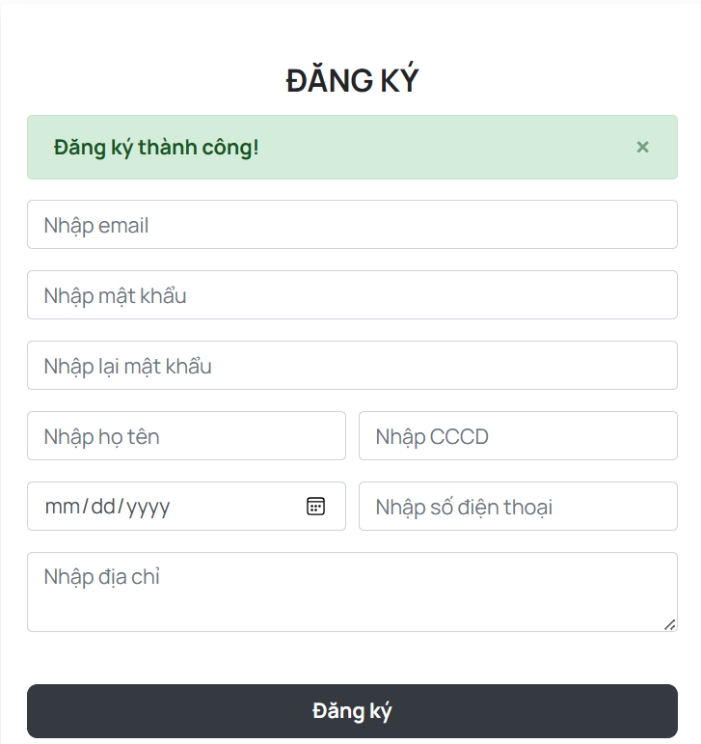 ĐĂNG KÝ
Đăng ký thành công! ×
Nhập email
Nhập mật khẩu
Nhập lại mật khẩu
Nhập họ tên
Nhập CCCD
mm/dd/yyyy
Nhập số điện thoại
Nhập địa chỉ
Đăng ký